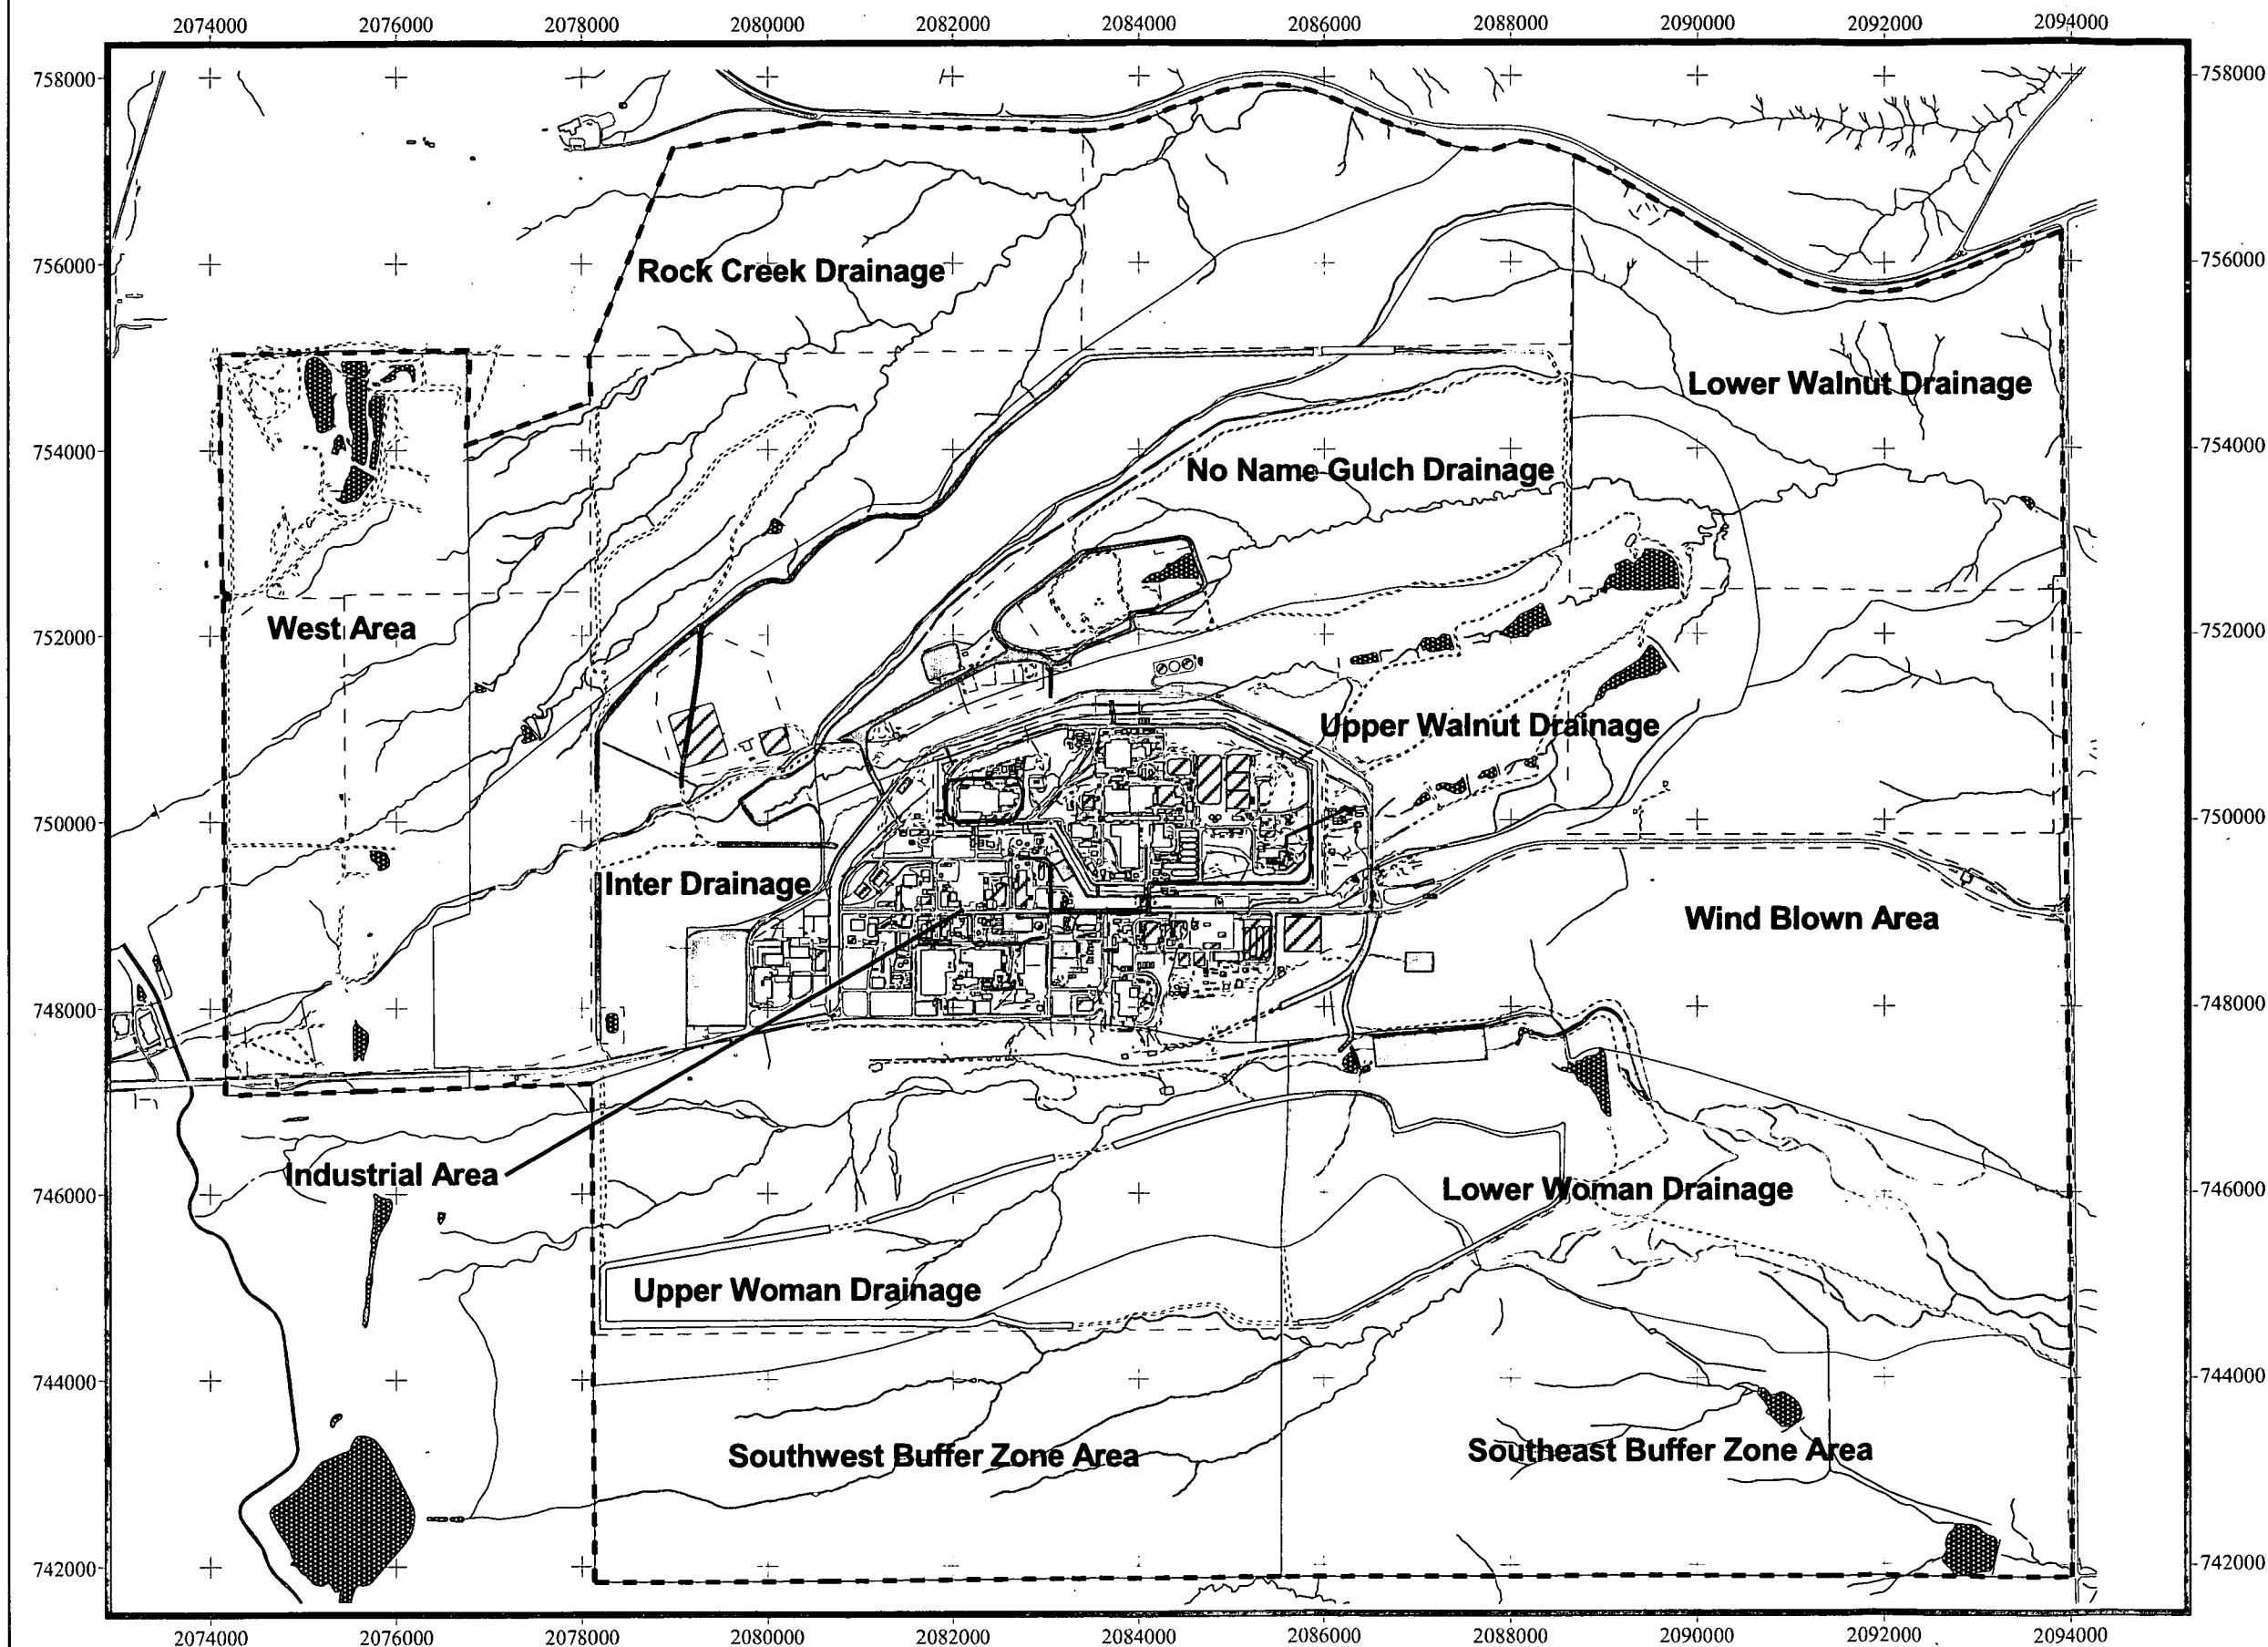 2074000 2076000 2078000 2080000 2082000 2084000 2086000 2088000 2090000 2092000 2094000
758000 758000
756000 Rock Creek Drainage 756000
Lower Walnut Drainage
754000 No Name Gulch Drainage 754000
752000 West Area 752000
Upper Walnut Drainage
750000 750000
Inter Drainage
Wind Blown Area
748000 748000
Industrial Area
746000 Lower Woman Drainage 746000
Upper Woman Drainage
744000 744000
Southwest Buffer Zone Area Southeast Buffer Zone Area
742000 742000
2074000 2076000 2078000 2080000 2082000 2084000 2086000 2088000 2090000 2092000 2094000